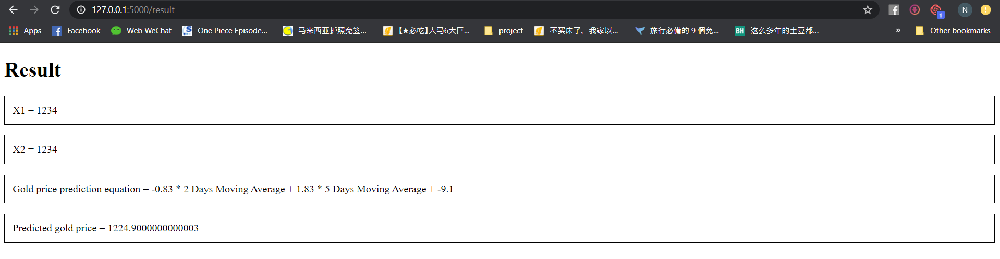 127.0.0.1:5000/result
1
N
Apps
Facebook
Web WeChat
One Piece Episode...
马来西亚护照免签...
【★必吃】大马6大巨...
project
不买床了，我家以...
旅行必備的 9 個免...
BH
这么多年的土豆都...
»
Other bookmarks
Result
X1 = 1234
X2 = 1234
Gold price prediction equation = -0.83 * 2 Days Moving Average + 1.83 * 5 Days Moving Average + -9.1
Predicted gold price = 1224.9000000000003